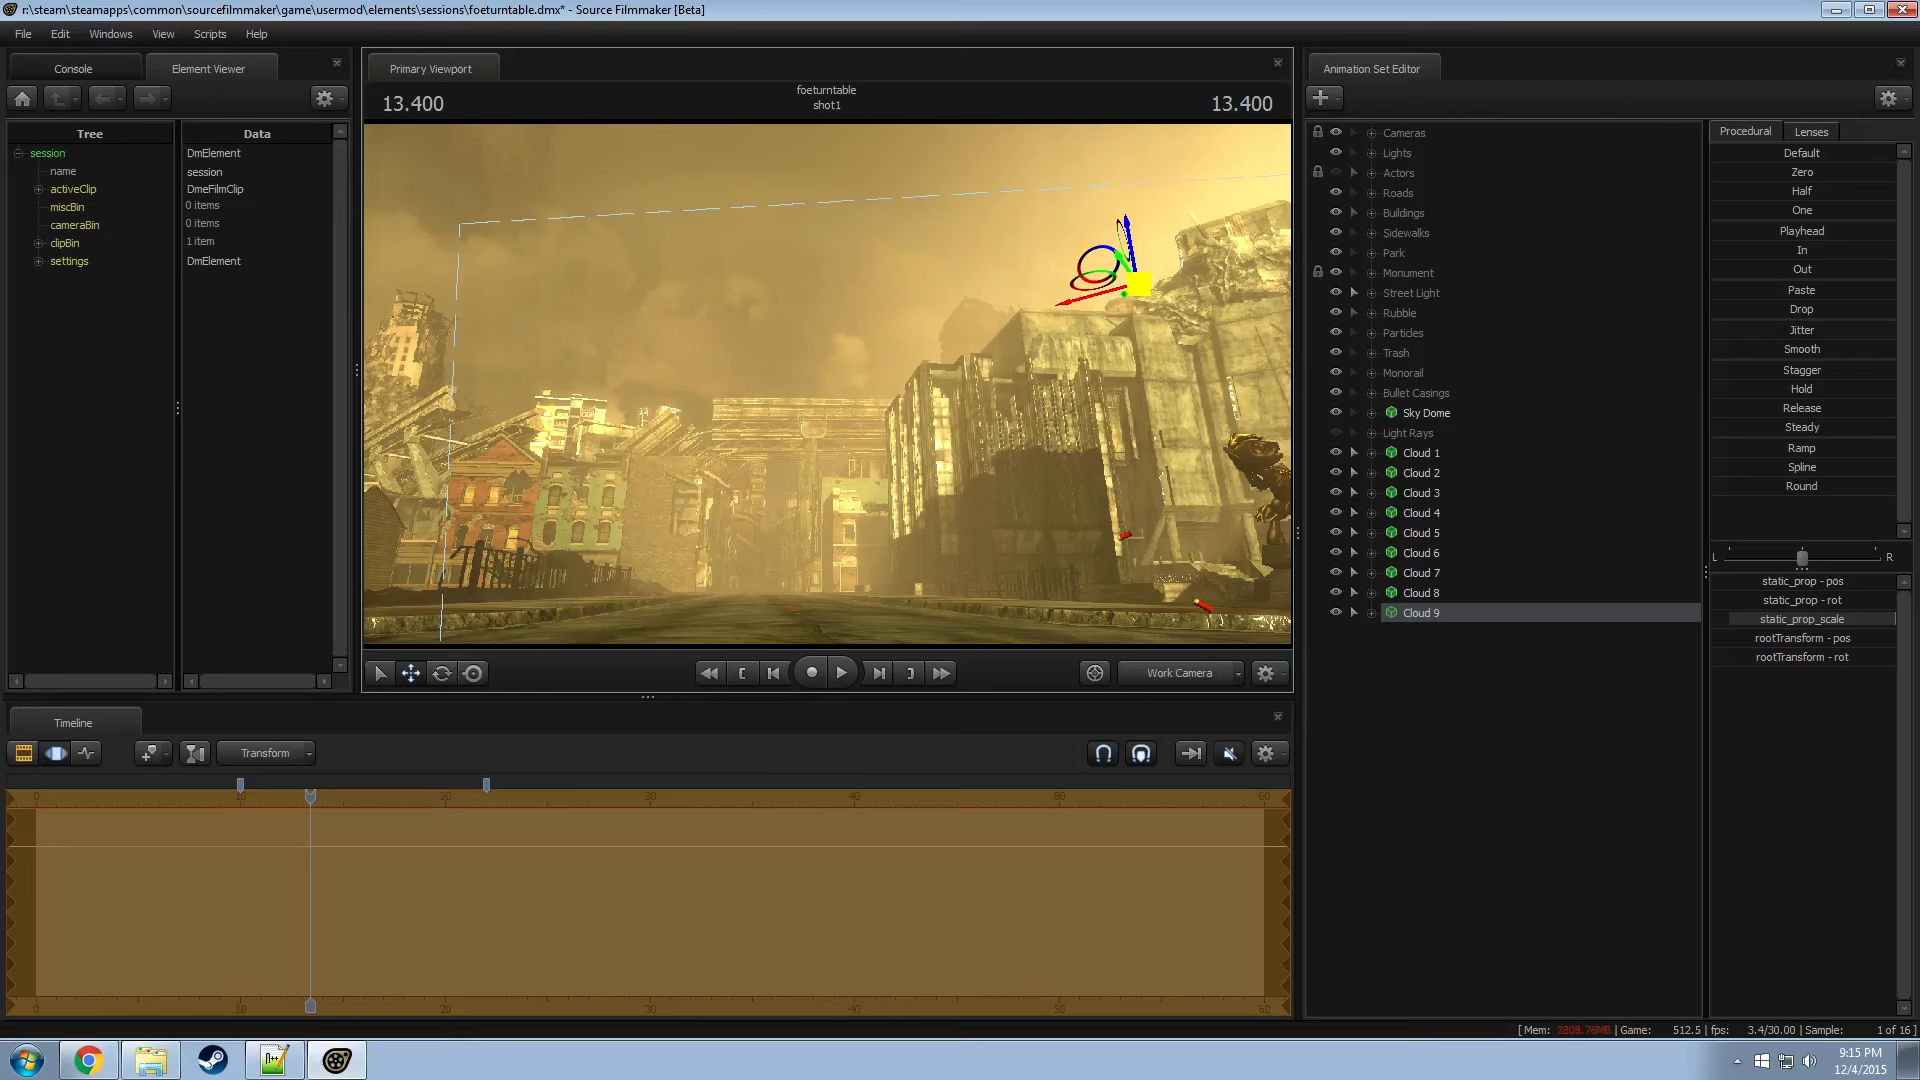 r:\steam\steamapps\common\sourcefilmmaker\game\usermod\elements\sessions\foeturntable.dmx* - Source Filmmaker [Beta]
File Edit Windows View Scripts Help
Console Element Viewer
Tree Data
session DmElement
name session
activeClip DmeFilmClip
miscBin 0 items
cameraBin 0 items
clipBin 1 item
settings DmElement
Primary Viewport
13.400 foeturntable 13.400
shot1
Work Camera
Animation Set Editor
Cameras
Lights
Actors
Roads
Buildings
Sidewalks
Park
Monument
Street Light
Rubble
Particles
Trash
Monorail
Bullet Casings
Sky Dome
Light Rays
Cloud 1
Cloud 2
Cloud 3
Cloud 4
Cloud 5
Cloud 6
Cloud 7
Cloud 8
Cloud 9
Procedural Lenses
Default
Zero
Half
One
Playhead
In
Out
Paste
Drop
Jitter
Smooth
Stagger
Hold
Release
Steady
Ramp
Spline
Round
L R
static_prop - pos
static_prop - rot
static_prop_scale
rootTransform - pos
rootTransform - rot
Timeline
Transform
0 10 20 30 40 50 60
0 10 20 30 40 50 60
[ Mem: 2808.76MB | Game: 512.5 | fps: 3.4/30.00 | Sample: 1 of 16 ]
9:15 PM
12/4/2015